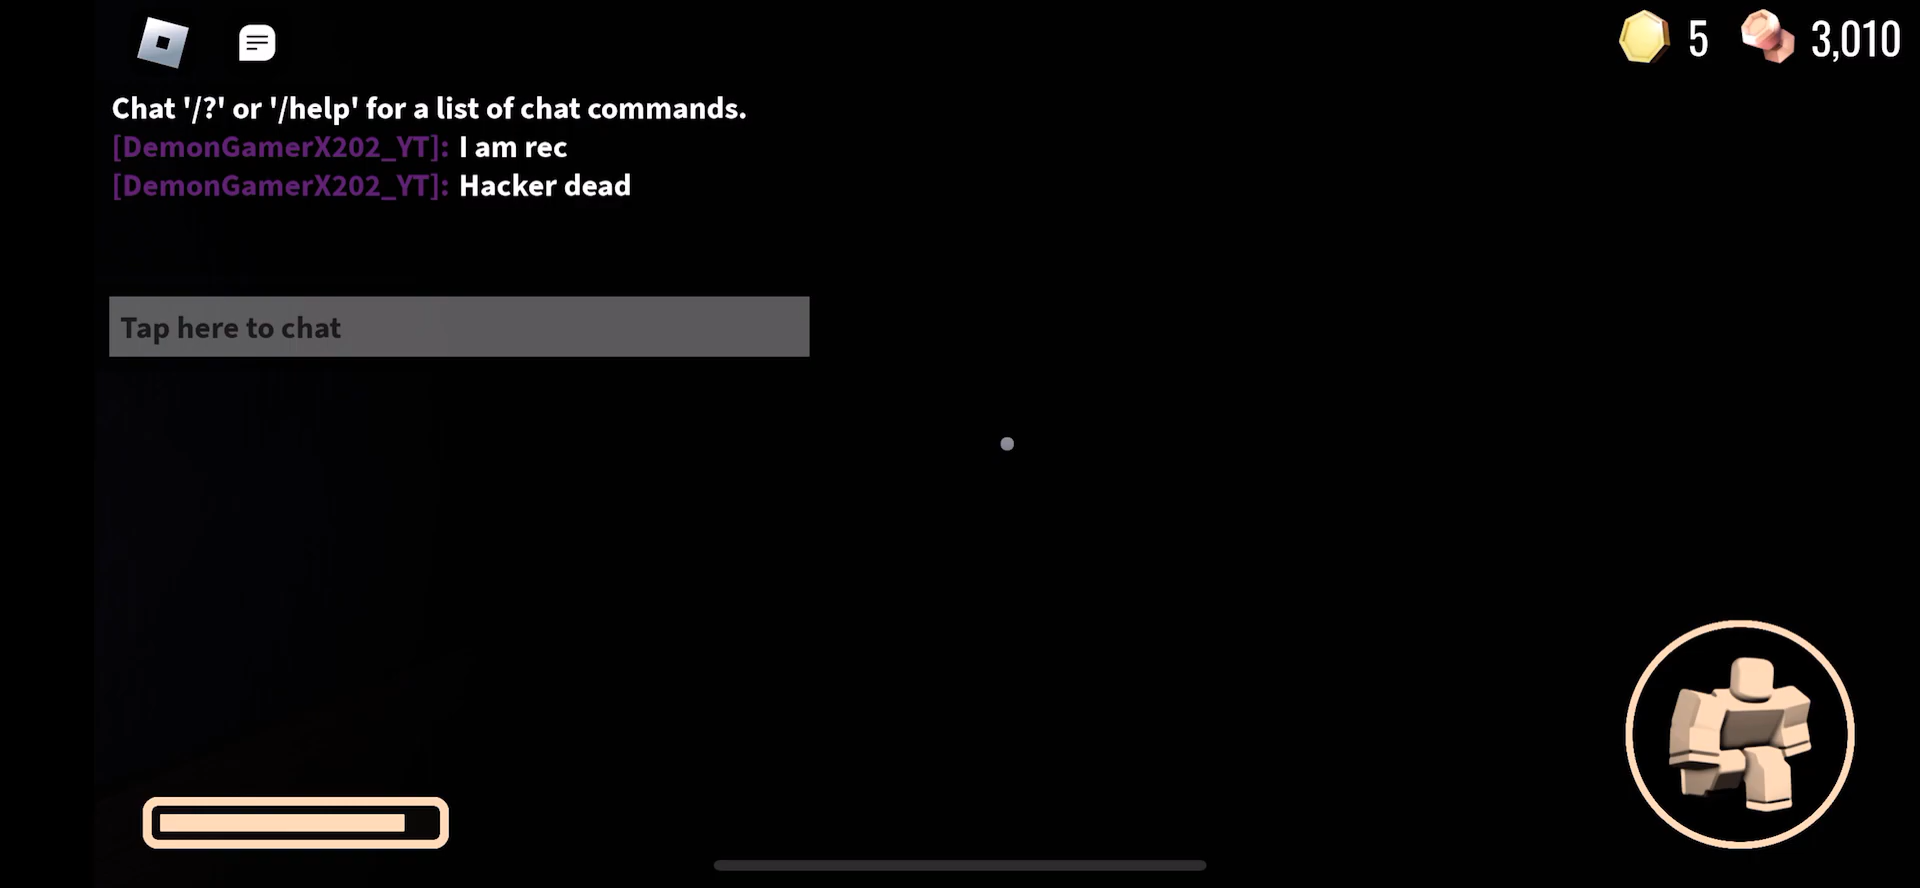 5 3,010
Chat '/?' or '/help' for a list of chat commands.
[DemonGamerX202_YT]: I am rec
[DemonGamerX202_YT]: Hacker dead
Tap here to chat